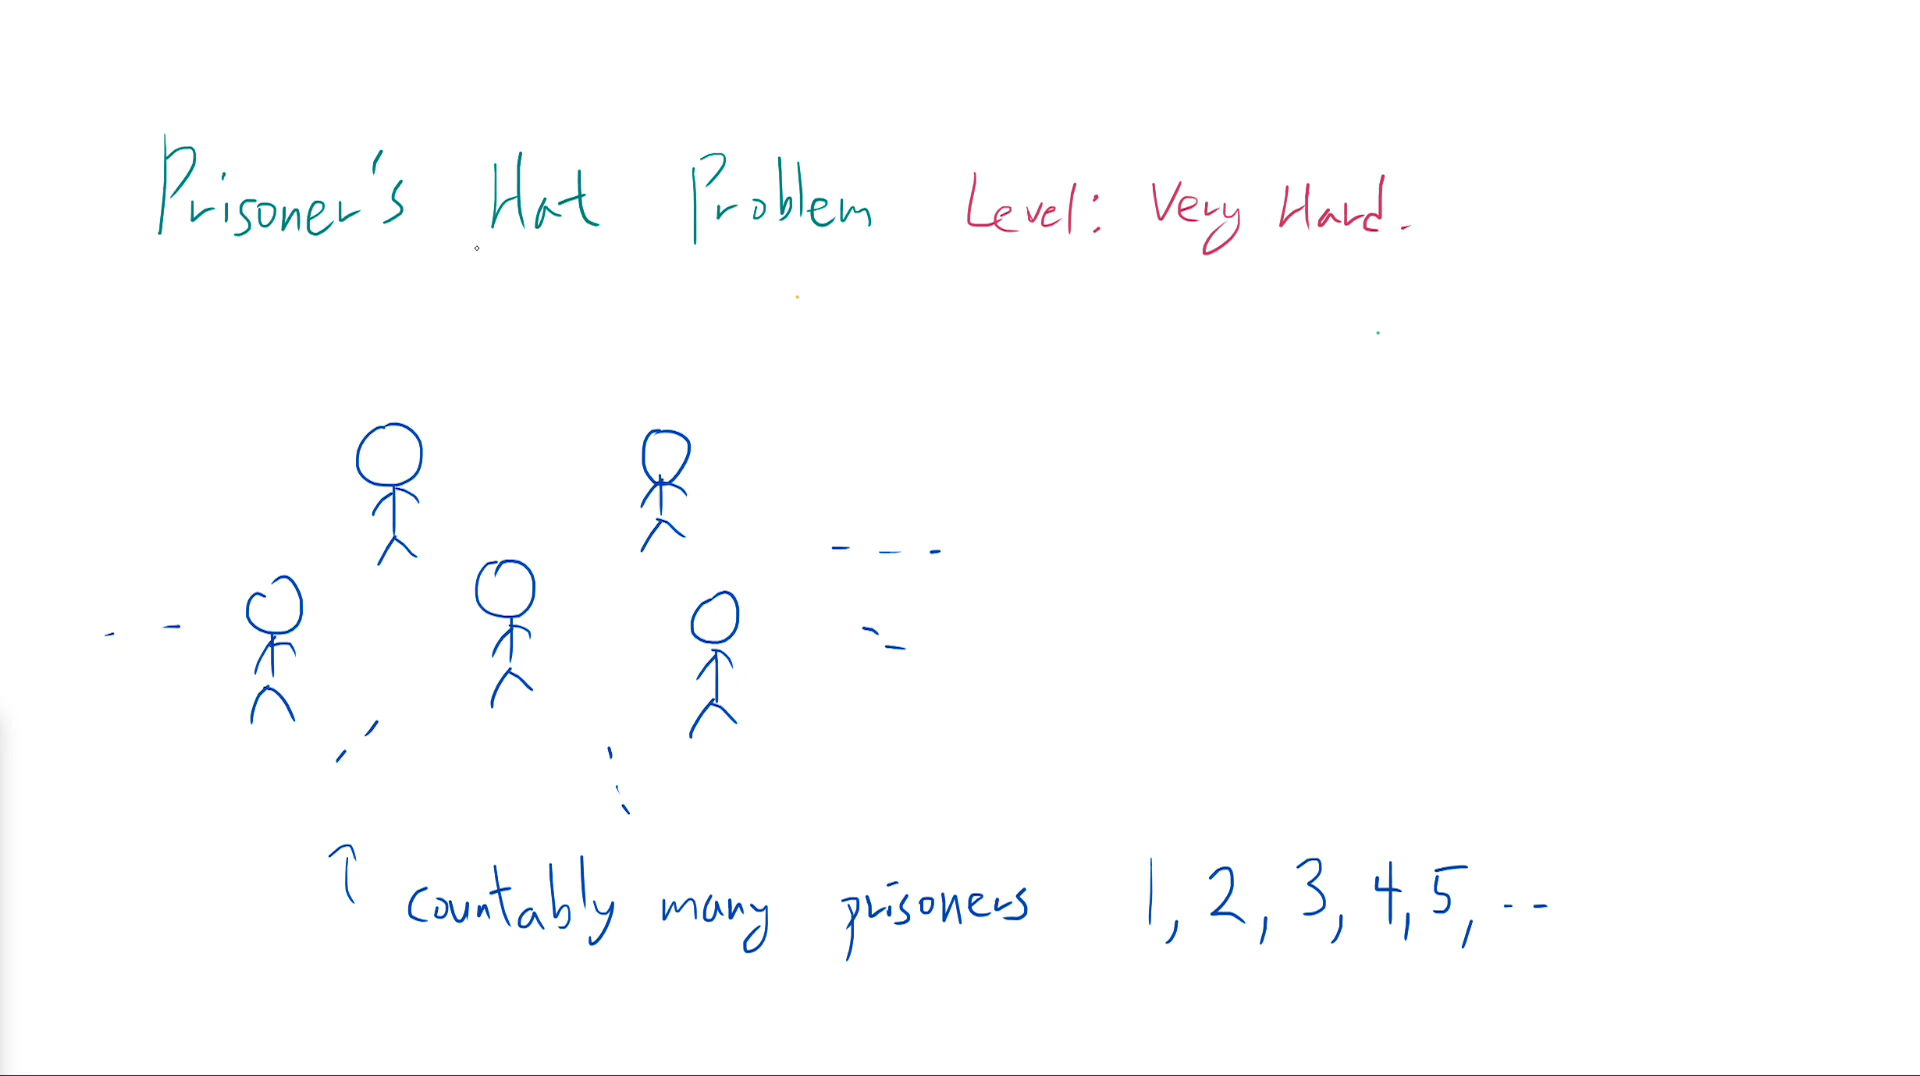 Prisoner's Hat Problem Level: Very Hard.
↑ countably many prisoners 1, 2, 3, 4, 5, --